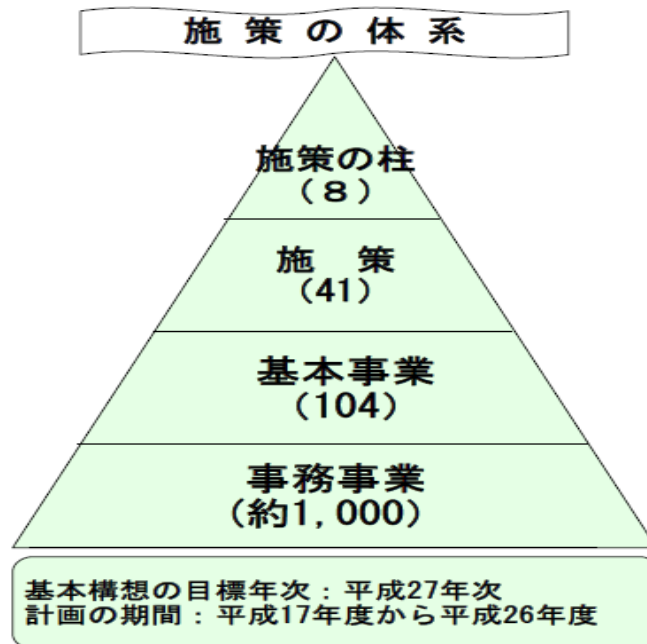 施策の体系
施策の柱
(8)
施 策
(41)
基本事業
(104)
事務事業
(約1,000)
基本構想の目標年次：平成27年次
計画の期間：平成17年度から平成26年度